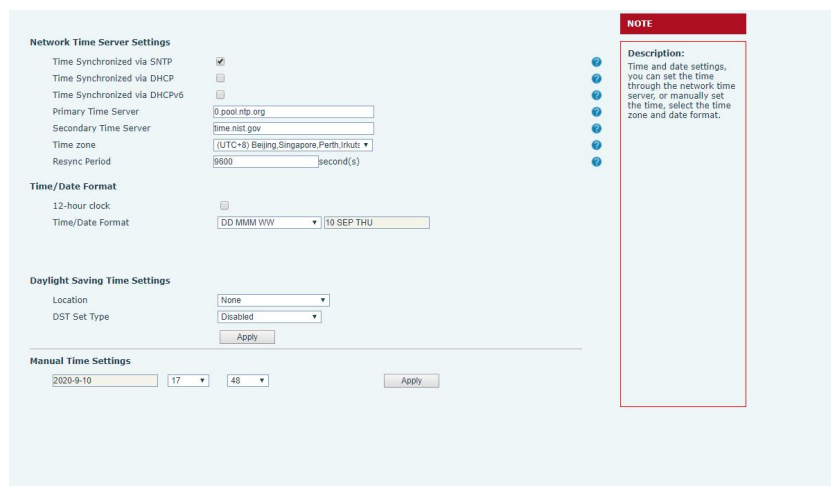 NOTE
Network Time Server Settings
Time Synchronized via SNTP
Time Synchronized via DHCP
Time Synchronized via DHCPv6
Primary Time Server 0.pool.ntp.org
Secondary Time Server time.nist.gov
Time zone (UTC+8) Beijing,Singapore,Perth,Irkuts
Resync Period 9600 second(s)
Time/Date Format
12-hour clock
Time/Date Format DD MMM WW 10 SEP THU
Daylight Saving Time Settings
Location None
DST Set Type Disabled
Apply
Manual Time Settings
2020-9-10 17 48 Apply
Description:
Time and date settings,
you can set the time
through the network time
server, or manually set
the time, select the time
zone and date format.